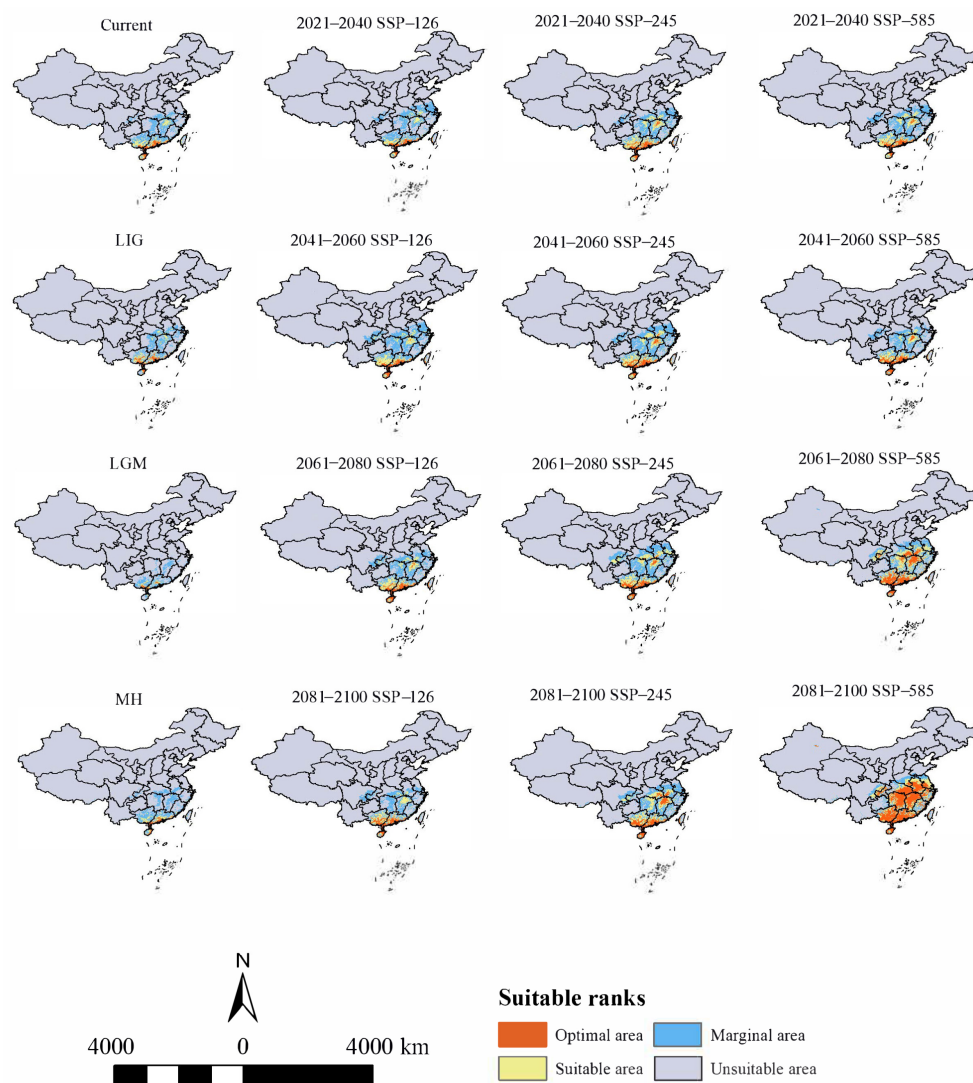 Current
2021–2040 SSP–126
2021–2040 SSP–245
2021–2040 SSP–585
LIG
2041–2060 SSP–126
2041–2060 SSP–245
2041–2060 SSP–585
LGM
2061–2080 SSP–126
2061–2080 SSP–245
2061–2080 SSP–585
MH
2081–2100 SSP–126
2081–2100 SSP–245
2081–2100 SSP–585
N
4000 0 4000 km
Suitable ranks
Optimal area Marginal area
Suitable area Unsuitable area